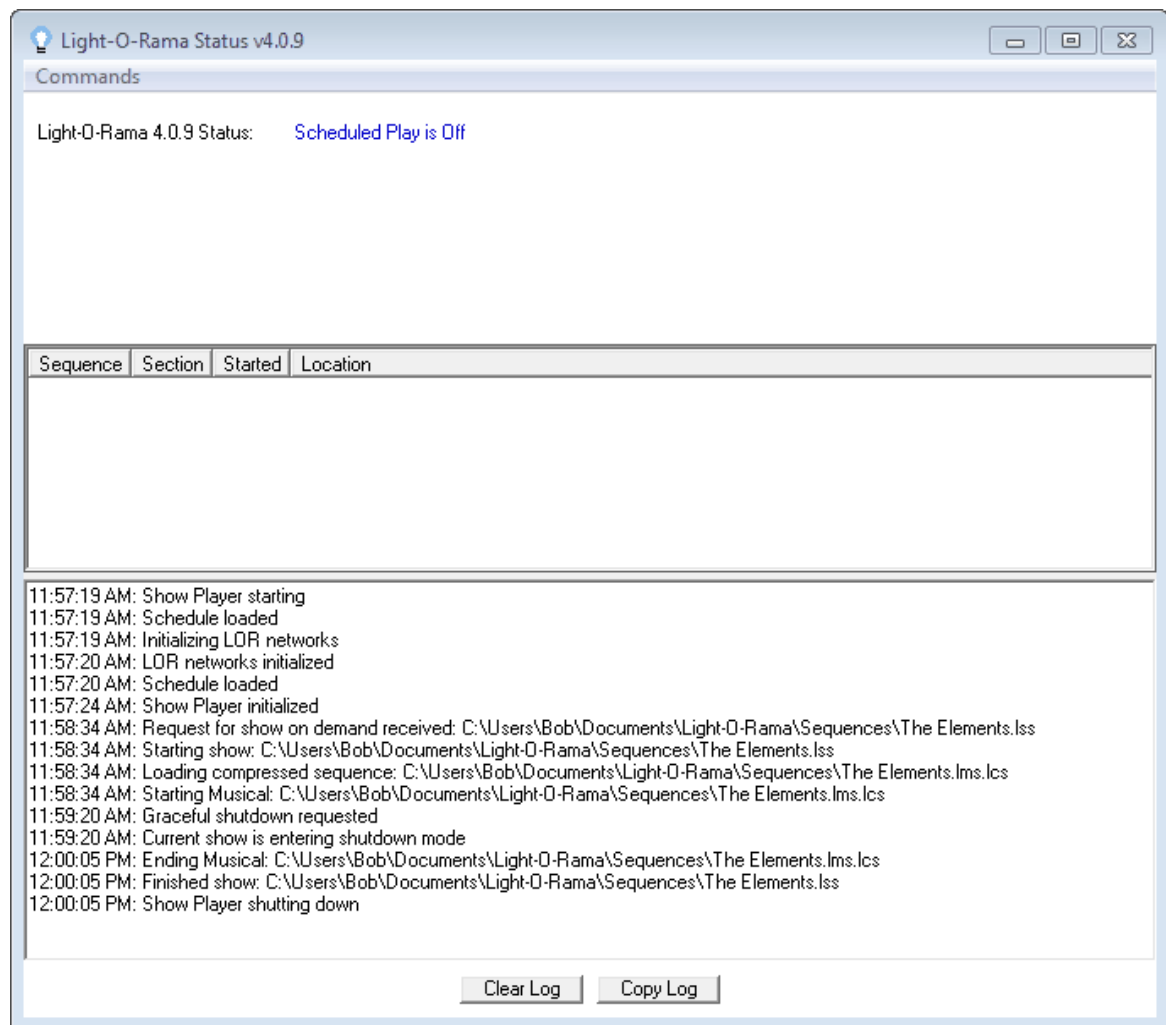 Light-O-Rama Status v4.0.9
Commands
Light-O-Rama 4.0.9 Status: Scheduled Play is Off
Sequence Section Started Location
11:57:19 AM: Show Player starting
11:57:19 AM: Schedule loaded
11:57:19 AM: Initializing LOR networks
11:57:20 AM: LOR networks initialized
11:57:20 AM: Schedule loaded
11:57:24 AM: Show Player initialized
11:58:34 AM: Request for show on demand received: C:\Users\Bob\Documents\Light-O-Rama\Sequences\The Elements.lss
11:58:34 AM: Starting show: C:\Users\Bob\Documents\Light-O-Rama\Sequences\The Elements.lss
11:58:34 AM: Loading compressed sequence: C:\Users\Bob\Documents\Light-O-Rama\Sequences\The Elements.lms.lcs
11:58:34 AM: Starting Musical: C:\Users\Bob\Documents\Light-O-Rama\Sequences\The Elements.lms.lcs
11:59:20 AM: Graceful shutdown requested
11:59:20 AM: Current show is entering shutdown mode
12:00:05 PM: Ending Musical: C:\Users\Bob\Documents\Light-O-Rama\Sequences\The Elements.lms.lcs
12:00:05 PM: Finished show: C:\Users\Bob\Documents\Light-O-Rama\Sequences\The Elements.lss
12:00:05 PM: Show Player shutting down
Clear Log Copy Log